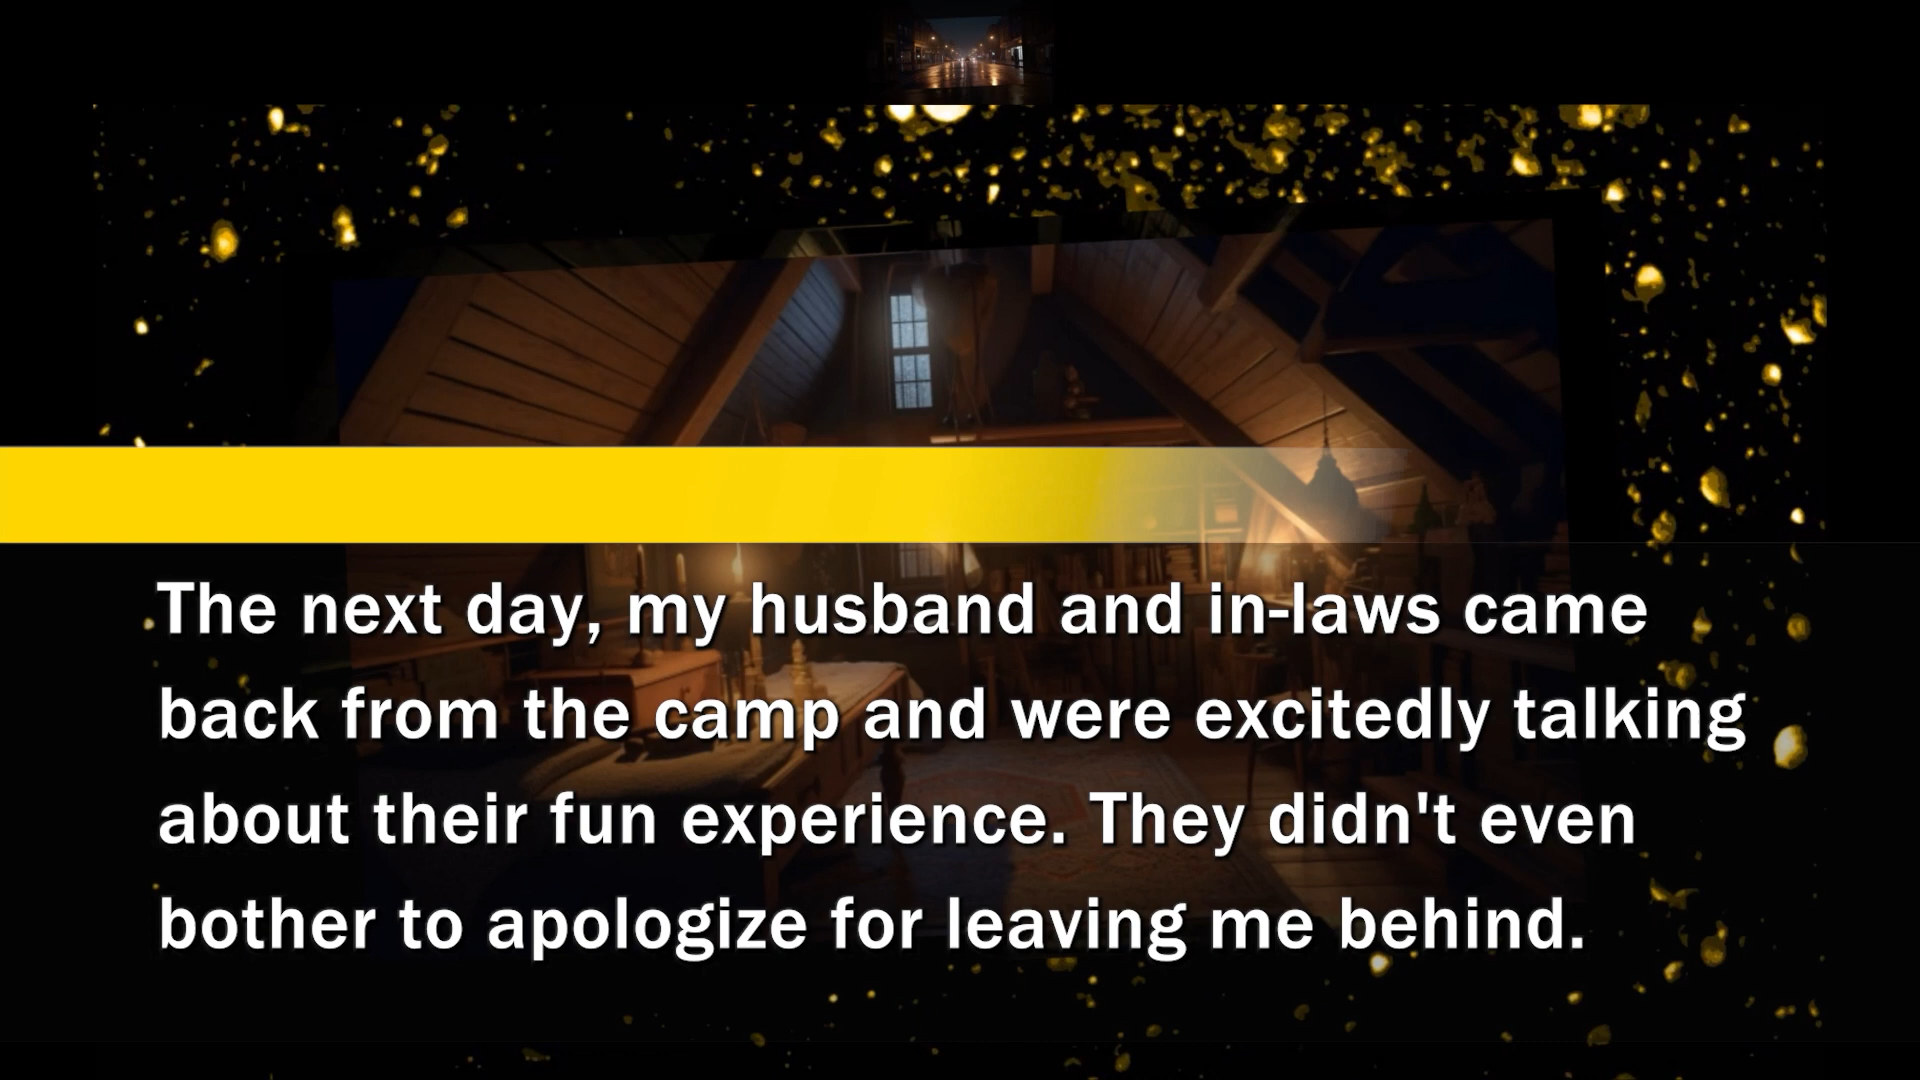 The next day, my husband and in-laws came
back from the camp and were excitedly talking
about their fun experience. They didn't even
bother to apologize for leaving me behind.